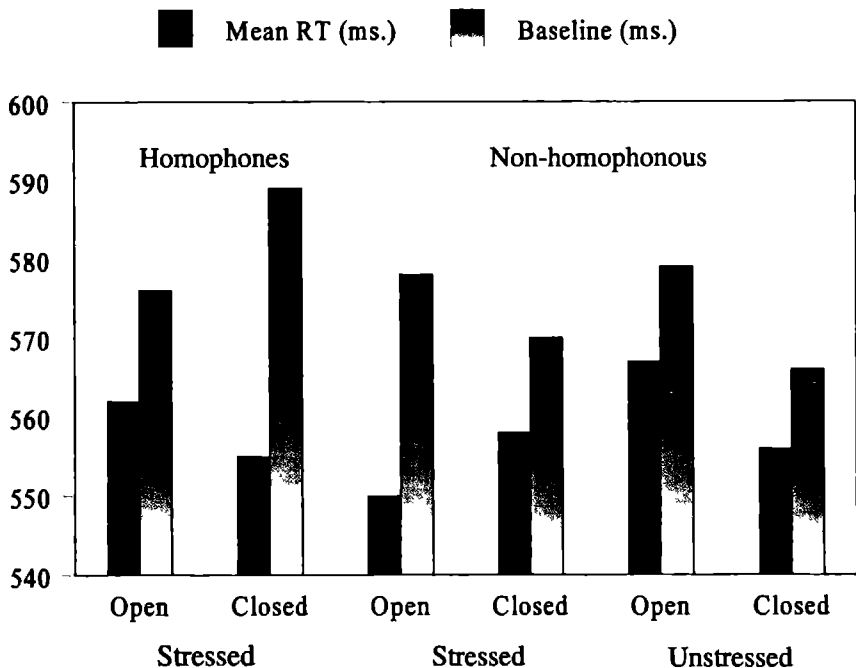 Mean RT (ms.) Baseline (ms.)
600
Homophones Non-homophonous
590
580
570
560
550
540
Open Closed Open Closed Open Closed
Stressed Stressed Unstressed